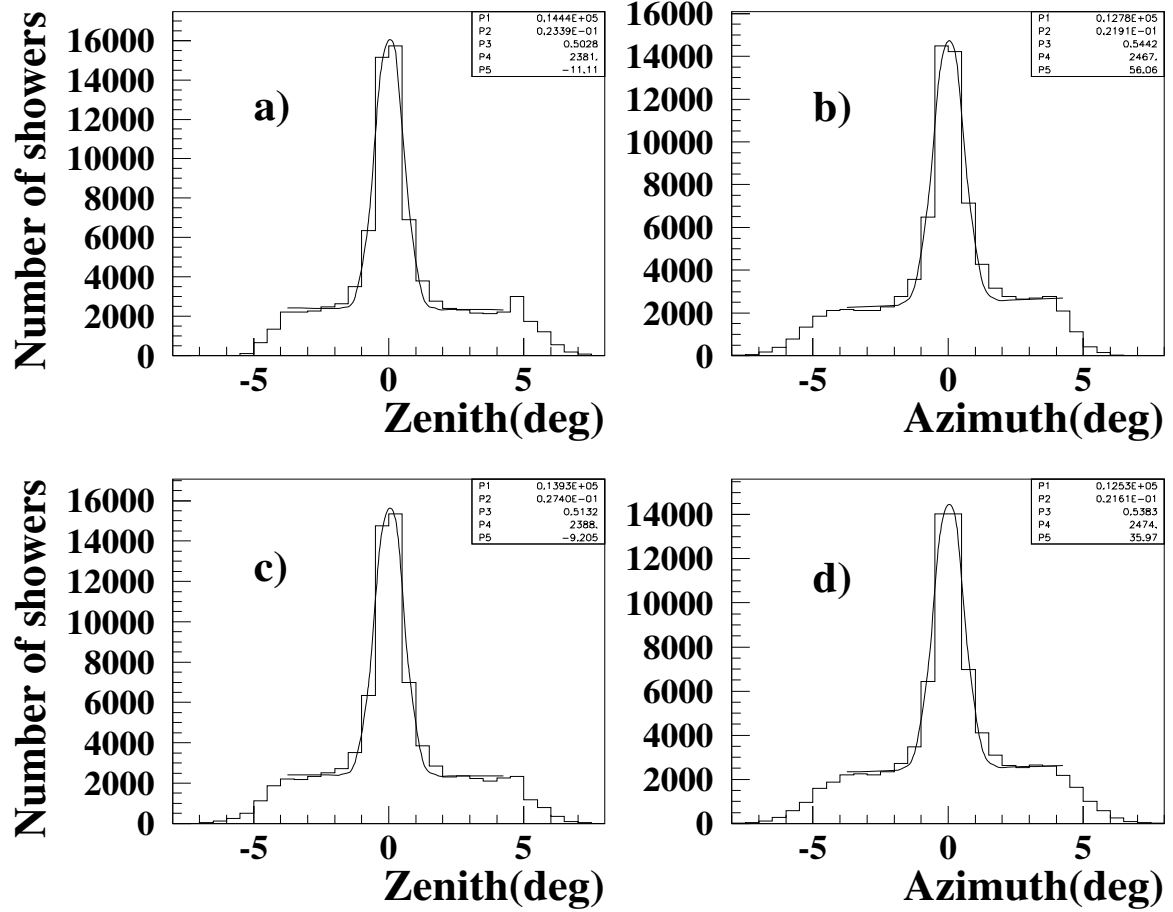 Number of showers
16000
14000
12000
10000
8000
6000
4000
2000
0
a)
P1 0.1444E+05
P2 0.2339E-01
P3 0.5028
P4 2381.
P5 -11.11
-5 0 5
Zenith(deg)
16000
14000
12000
10000
8000
6000
4000
2000
0
b)
P1 0.1278E+05
P2 0.2191E-01
P3 0.5442
P4 2467.
P5 56.06
-5 0 5
Azimuth(deg)
Number of showers
16000
14000
12000
10000
8000
6000
4000
2000
0
c)
P1 0.1393E+05
P2 0.2740E-01
P3 0.5132
P4 2388.
P5 -9.205
-5 0 5
Zenith(deg)
14000
12000
10000
8000
6000
4000
2000
0
d)
P1 0.1253E+05
P2 0.2161E-01
P3 0.5383
P4 2474.
P5 35.97
-5 0 5
Azimuth(deg)